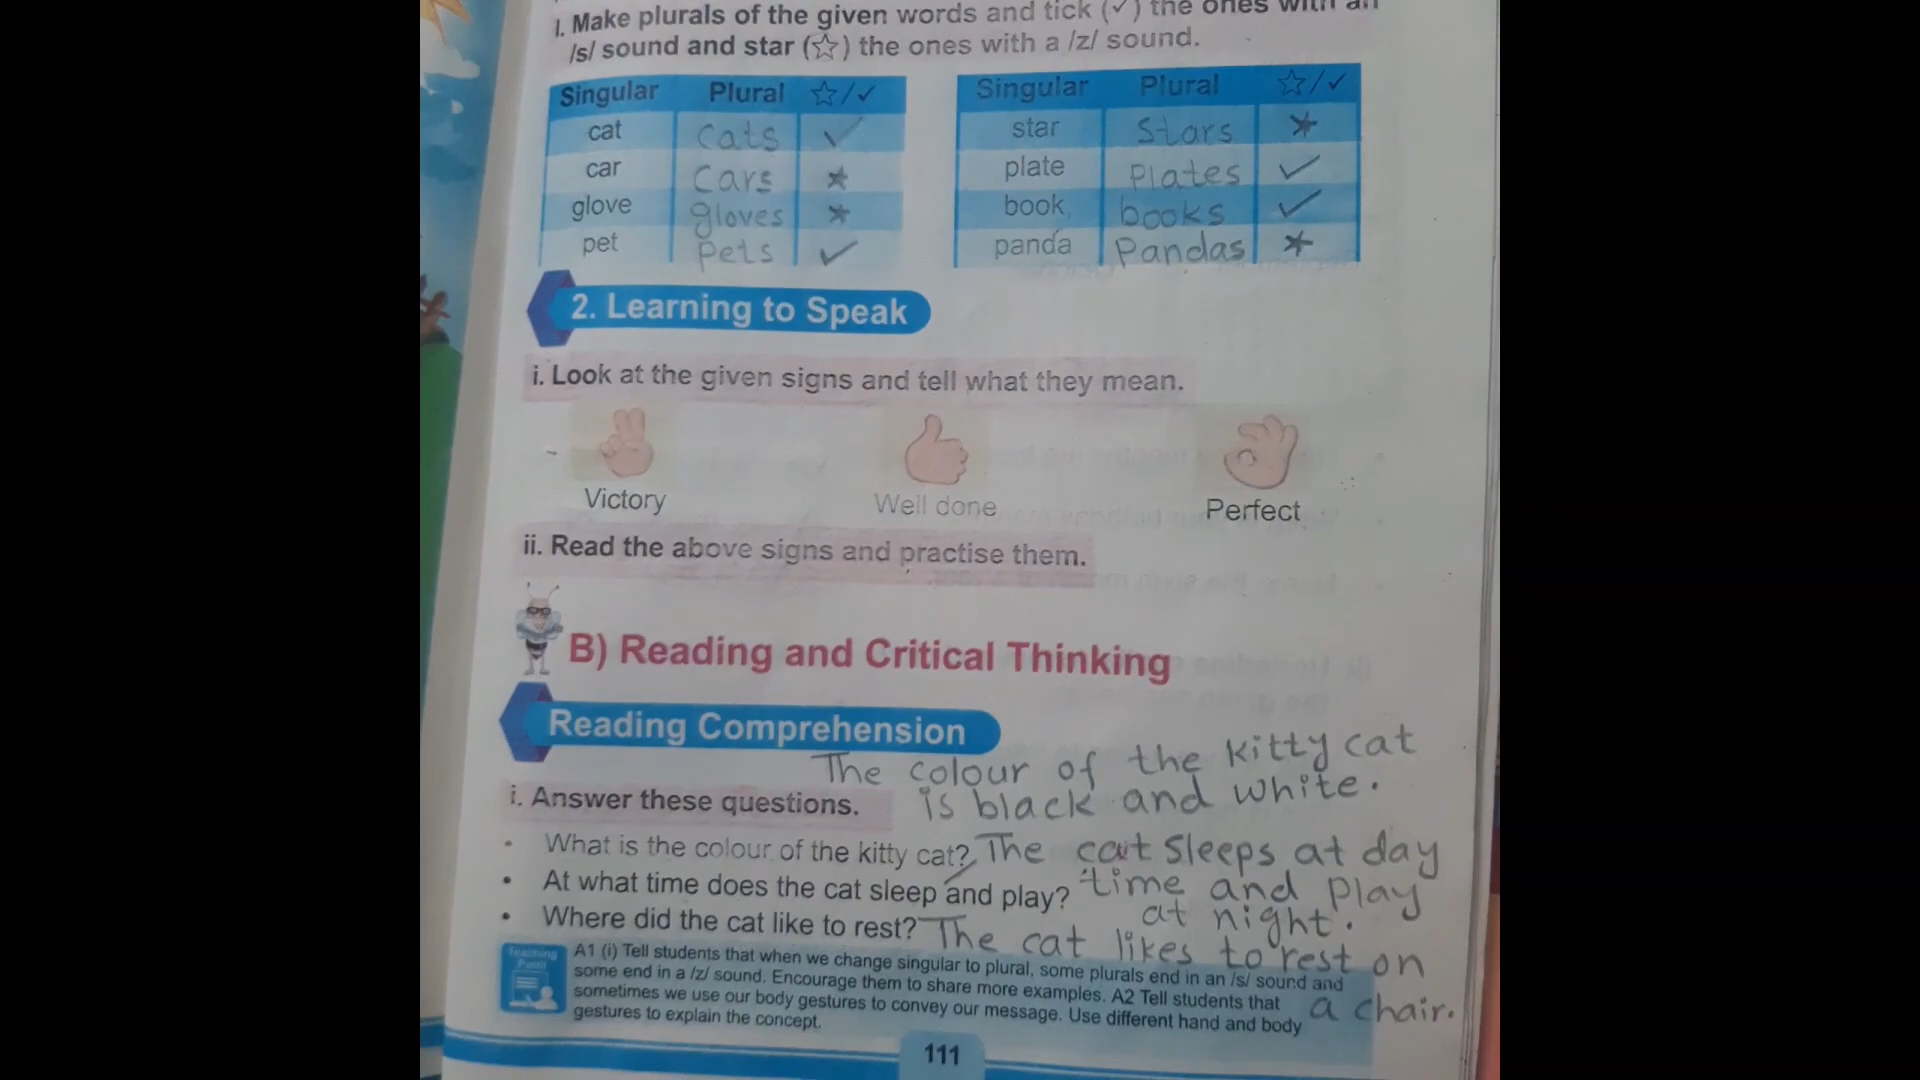 I. Make plurals of the given words and tick (✓) the ones with an
/s/ sound and star (☆) the ones with a /z/ sound.
Singular Plural ☆/✓
cat cats ✓
car cars ★
glove gloves ★
pet Pets ✓
Singular Plural ☆/✓
star Stars ★
plate Plates ✓
book books ✓
panda Pandas ★
2. Learning to Speak
i. Look at the given signs and tell what they mean.
Victory Well done Perfect
ii. Read the above signs and practise them.
B) Reading and Critical Thinking
Reading Comprehension
The colour of the kitty cat
is black and white.
i. Answer these questions.
• What is the colour of the kitty cat? The cat Sleeps at day
• At what time does the cat sleep and play? time and Play
at night.
• Where did the cat like to rest? The cat likes to rest on
a chair.
Teaching
Point
A1 (i) Tell students that when we change singular to plural, some plurals end in an /s/ sound and
some end in a /z/ sound. Encourage them to share more examples. A2 Tell students that
sometimes we use our body gestures to convey our message. Use different hand and body
gestures to explain the concept.
111